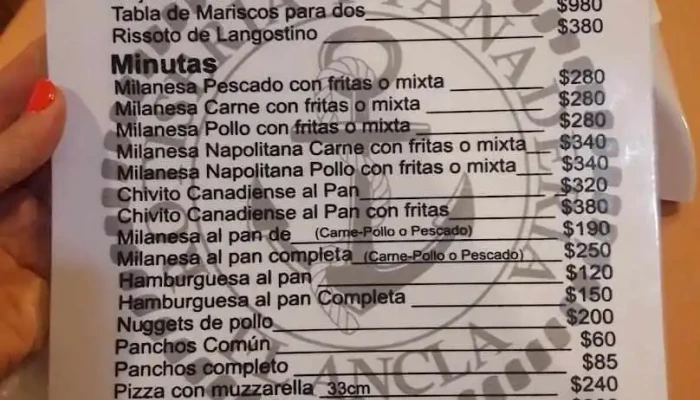 Tabla de Mariscos para dos $980
Rissoto de Langostino $380
Minutas
Milanesa Pescado con fritas o mixta $280
Milanesa Carne con fritas o mixta $280
Milanesa Pollo con fritas o mixta $280
Milanesa Napolitana Carne con fritas o mixta $340
Milanesa Napolitana Pollo con fritas o mixta $340
Chivito Canadiense al Pan $320
Chivito Canadiense al Pan con fritas $380
Milanesa al pan de (Carne-Pollo o Pescado) $190
Milanesa al pan completa (Carne-Pollo o Pescado) $250
Hamburguesa al pan $120
Hamburguesa al pan Completa $150
Nuggets de pollo $200
Panchos Común $60
Panchos completo $85
Pizza con muzzarella 33cm $240
ANCLA